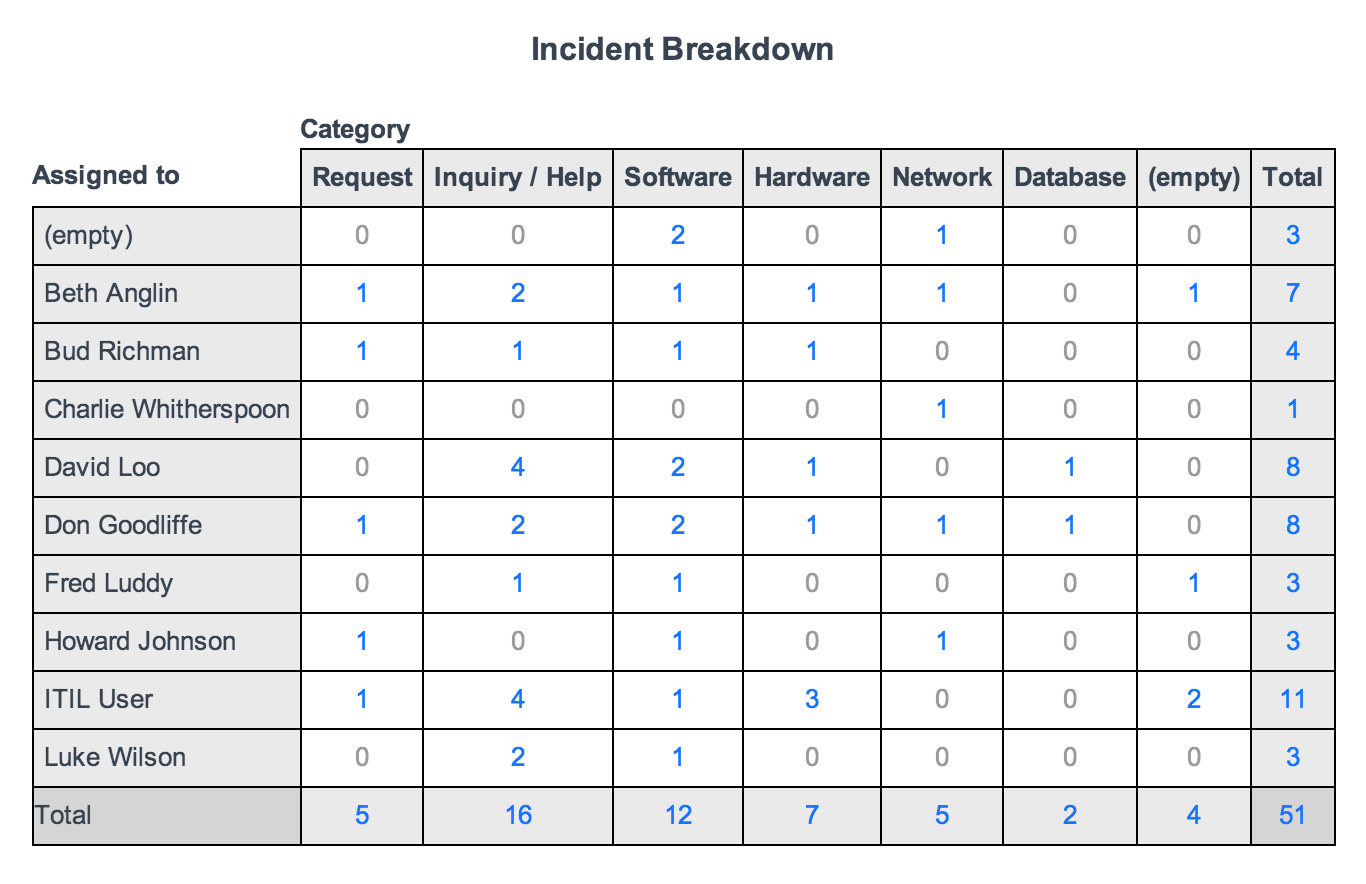 Incident Breakdown
Category
Assigned to Request Inquiry / Help Software Hardware Network Database (empty) Total
(empty) 0 0 2 0 1 0 0 3
Beth Anglin 1 2 1 1 1 0 1 7
Bud Richman 1 1 1 1 0 0 0 4
Charlie Whitherspoon 0 0 0 0 1 0 0 1
David Loo 0 4 2 1 0 1 0 8
Don Goodliffe 1 2 2 1 1 1 0 8
Fred Luddy 0 1 1 0 0 0 1 3
Howard Johnson 1 0 1 0 1 0 0 3
ITIL User 1 4 1 3 0 0 2 11
Luke Wilson 0 2 1 0 0 0 0 3
Total 5 16 12 7 5 2 4 51